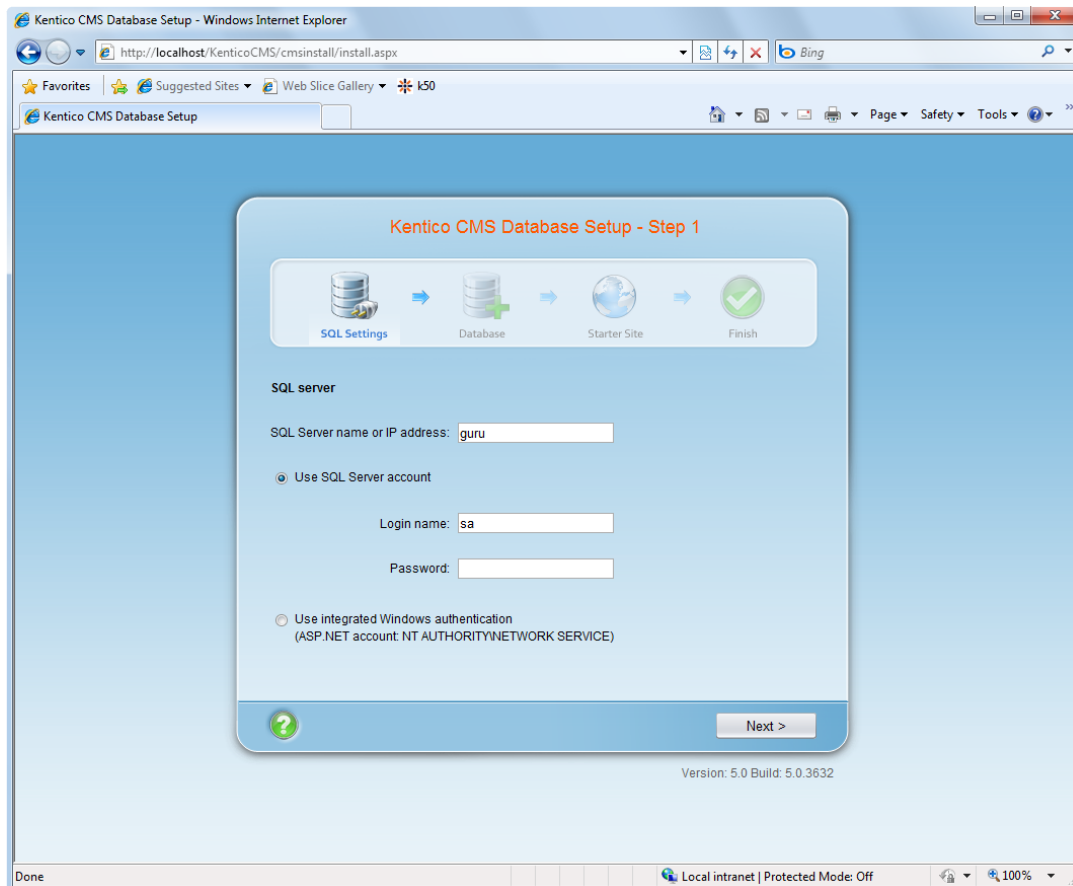 Kentico CMS Database Setup - Windows Internet Explorer
http://localhost/KenticoCMS/cmsinstall/install.aspx
Bing
Favorites Suggested Sites Web Slice Gallery k50
Kentico CMS Database Setup
Page Safety Tools »
Kentico CMS Database Setup - Step 1
SQL Settings Database Starter Site Finish
SQL server
SQL Server name or IP address: guru
Use SQL Server account
Login name: sa
Password:
Use integrated Windows authentication
(ASP.NET account: NT AUTHORITY\NETWORK SERVICE)
Next >
Version: 5.0 Build: 5.0.3632
Done Local intranet | Protected Mode: Off 100%